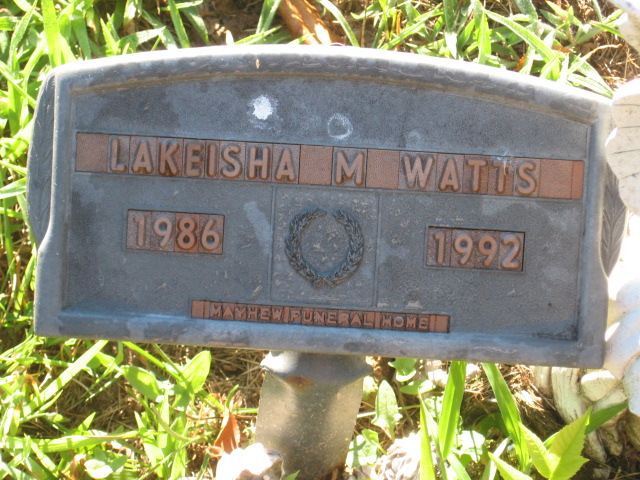 LAKEISHA M WATTS
1986 1992
MAYHEW FUNERAL HOME